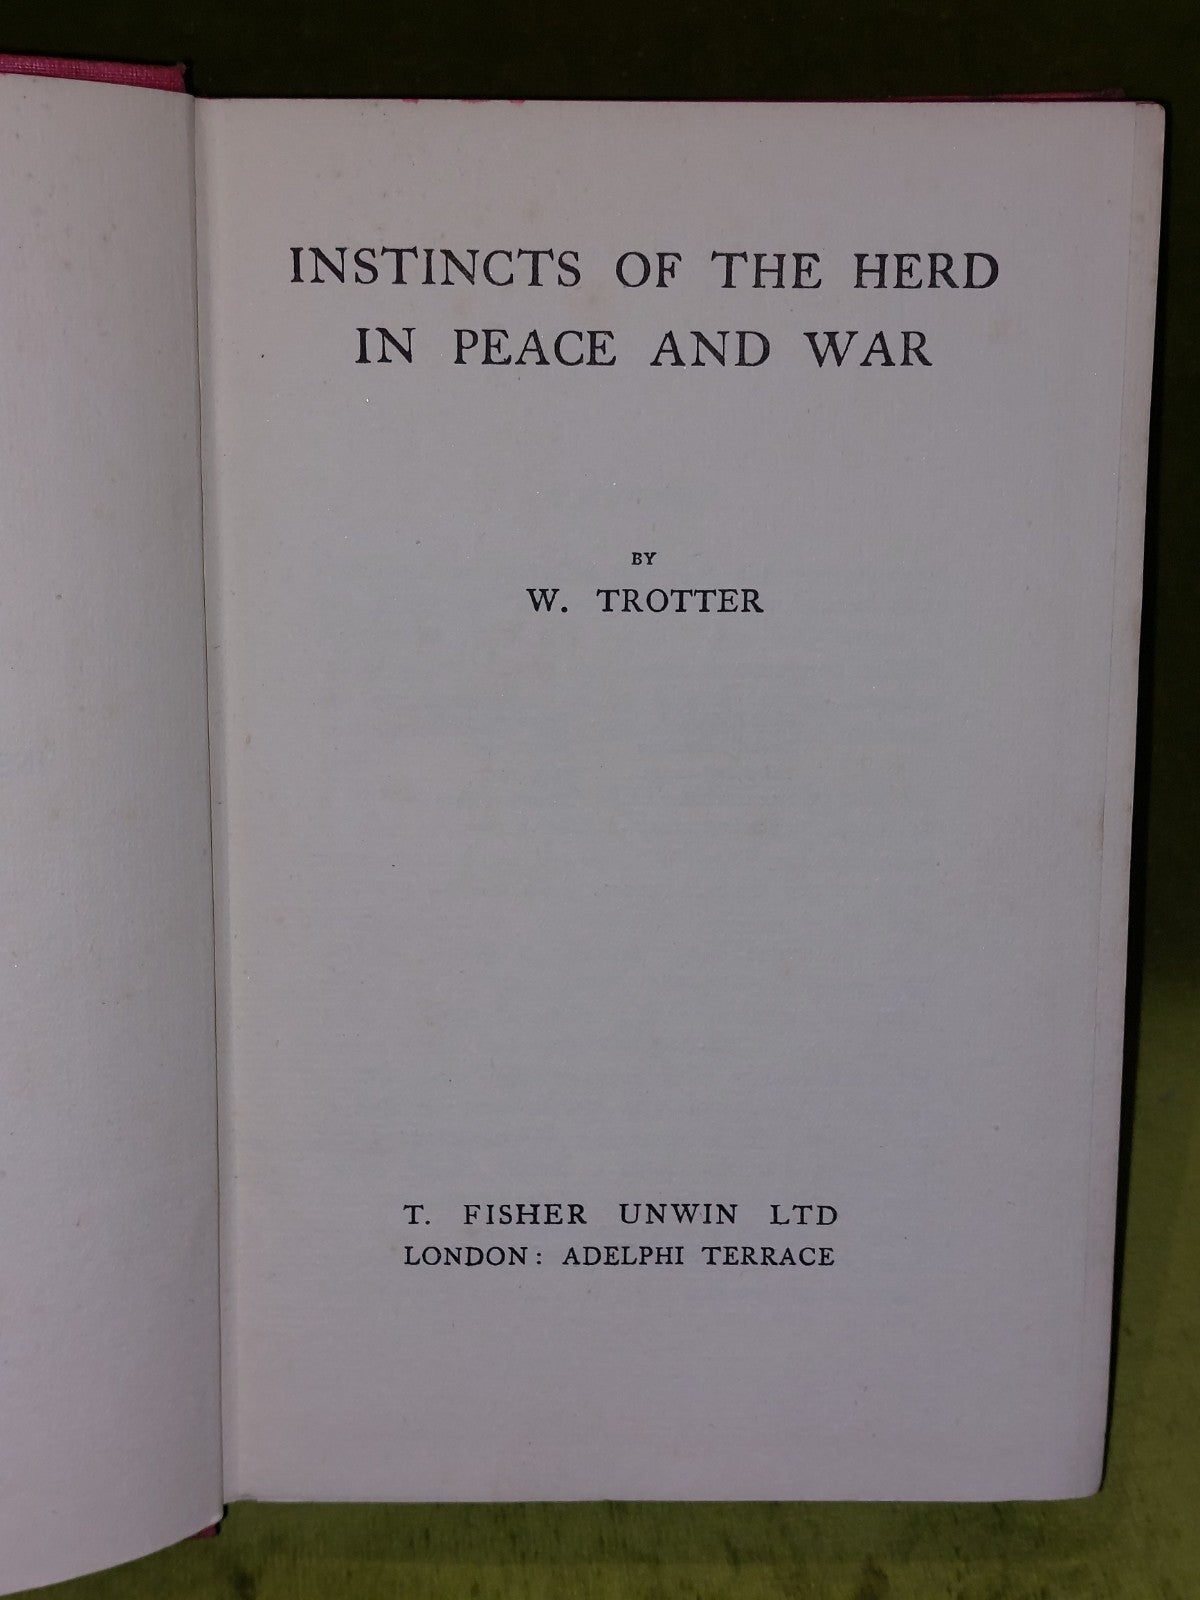 INSTINCTS OF THE HERD
IN PEACE AND WAR
BY
W. TROTTER
T. FISHER UNWIN LTD
LONDON: ADELPHI TERRACE